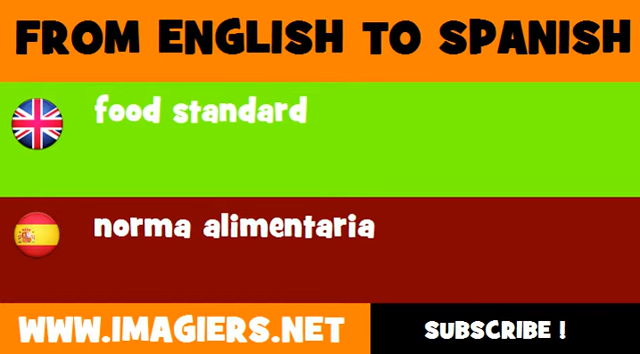 FROM ENGLISH TO SPANISH
food standard
norma alimentaria
WWW.IMAGIERS.NET
SUBSCRIBE !